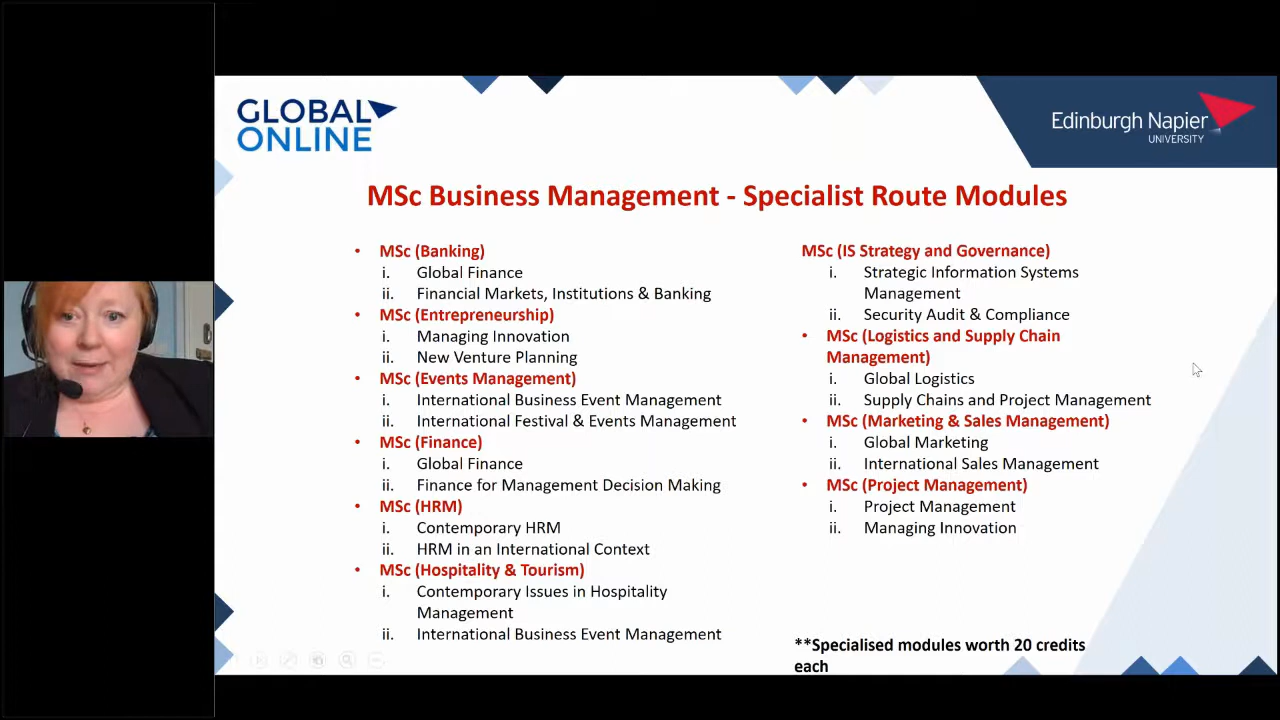 GLOBAL
ONLINE
Edinburgh Napier
UNIVERSITY
MSc Business Management - Specialist Route Modules
• MSc (Banking)
i. Global Finance
ii. Financial Markets, Institutions & Banking
• MSc (Entrepreneurship)
i. Managing Innovation
ii. New Venture Planning
• MSc (Events Management)
i. International Business Event Management
ii. International Festival & Events Management
• MSc (Finance)
i. Global Finance
ii. Finance for Management Decision Making
• MSc (HRM)
i. Contemporary HRM
ii. HRM in an International Context
• MSc (Hospitality & Tourism)
i. Contemporary Issues in Hospitality
Management
ii. International Business Event Management
MSc (IS Strategy and Governance)
i. Strategic Information Systems
Management
ii. Security Audit & Compliance
• MSc (Logistics and Supply Chain
Management)
i. Global Logistics
ii. Supply Chains and Project Management
• MSc (Marketing & Sales Management)
i. Global Marketing
ii. International Sales Management
• MSc (Project Management)
i. Project Management
ii. Managing Innovation
**Specialised modules worth 20 credits
each